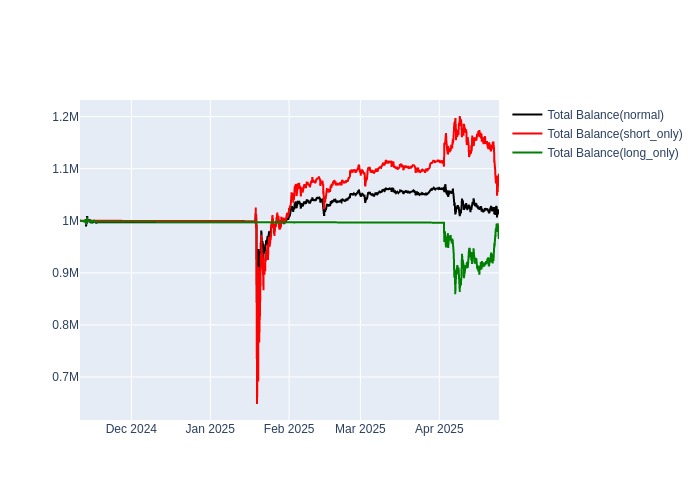 1.2M
1.1M
1M
0.9M
0.8M
0.7M
Dec 2024
Jan 2025
Feb 2025
Mar 2025
Apr 2025
Total Balance(normal)
Total Balance(short_only)
Total Balance(long_only)